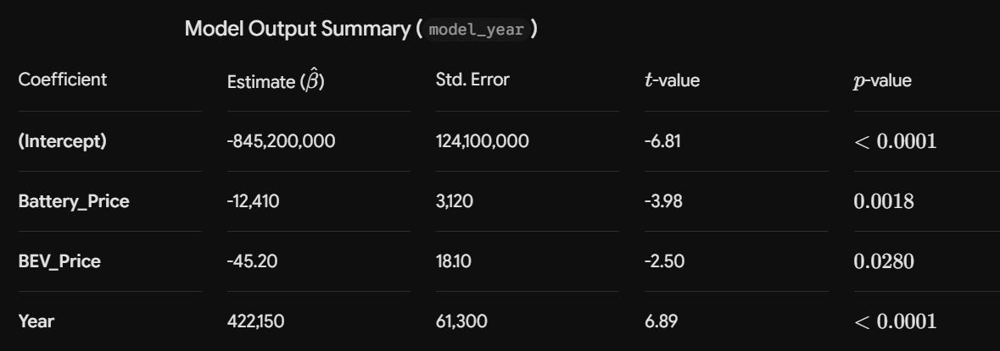 Model Output Summary ( model_year )
Coefficient Estimate (β̂) Std. Error t-value p-value
(Intercept) -845,200,000 124,100,000 -6.81 < 0.0001
Battery_Price -12,410 3,120 -3.98 0.0018
BEV_Price -45.20 18.10 -2.50 0.0280
Year 422,150 61,300 6.89 < 0.0001